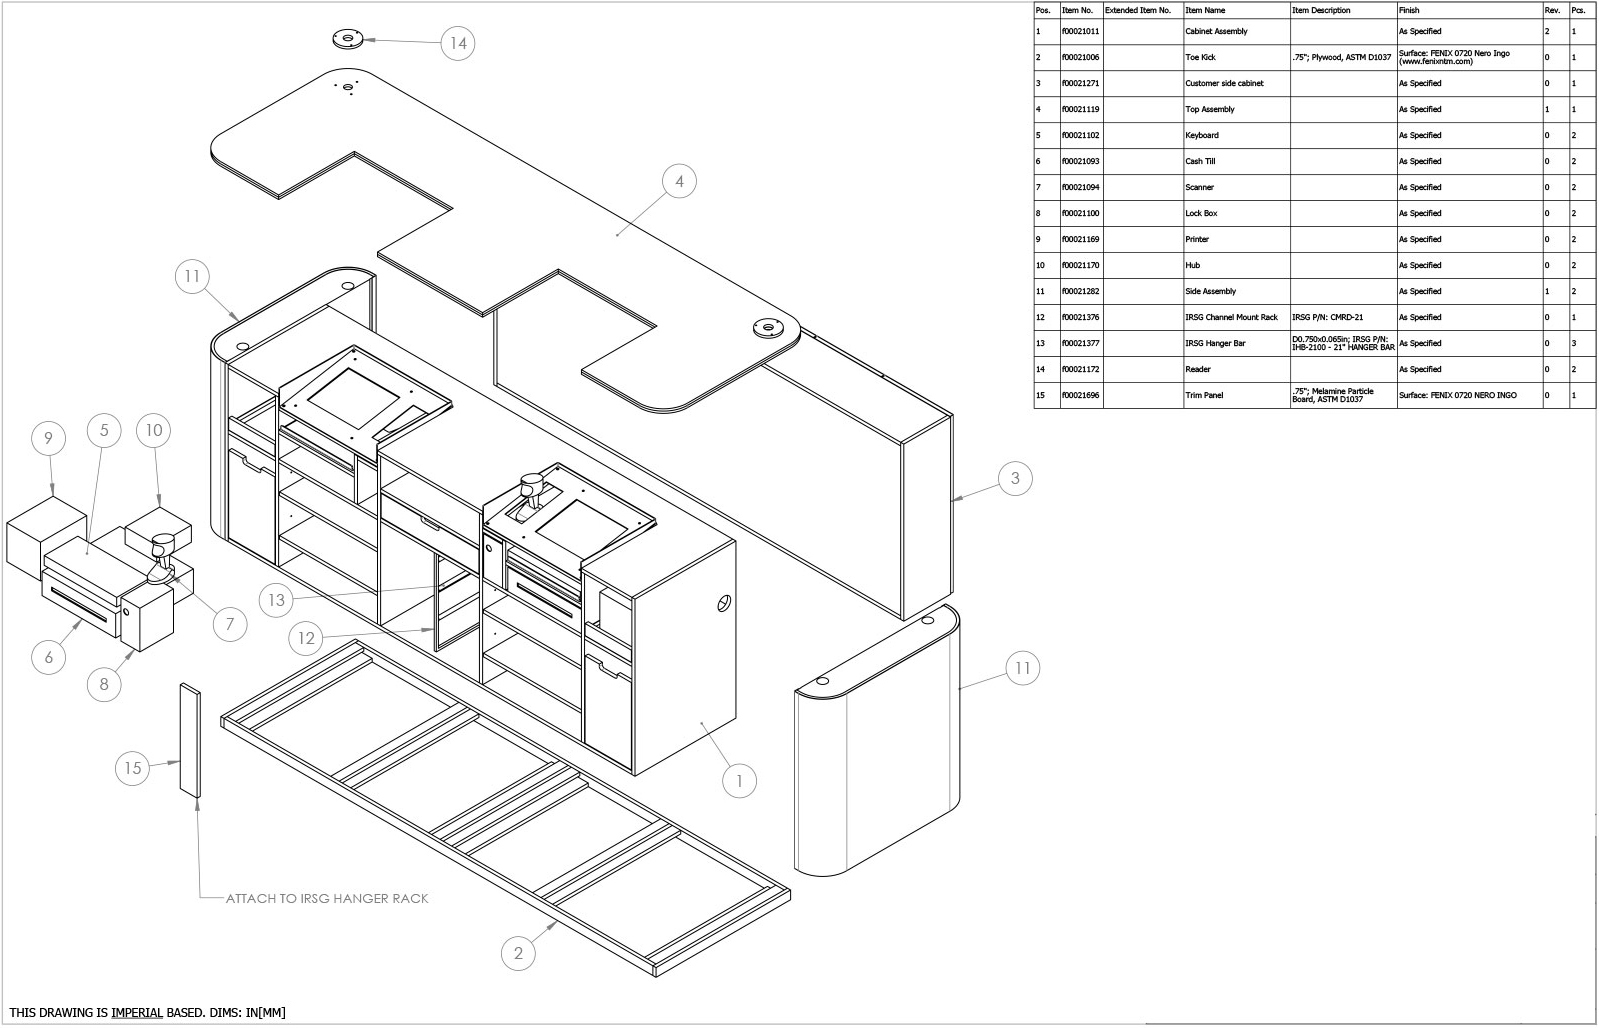 Pos. Item No. Extended Item No. Item Name Item Description Finish Rev. Pcs.
1 f00021011 Cabinet Assembly As Specified 2 1
2 f00021006 Toe Kick .75"; Plywood, ASTM D1037 Surface: FENIX 0720 Nero Ingo (www.fenixntm.com) 0 1
3 f00021271 Customer side cabinet As Specified 0 1
4 f00021119 Top Assembly As Specified 1 1
5 f00021102 Keyboard As Specified 0 2
6 f00021093 Cash Till As Specified 0 2
7 f00021094 Scanner As Specified 0 2
8 f00021100 Lock Box As Specified 0 2
9 f00021169 Printer As Specified 0 2
10 f00021170 Hub As Specified 0 2
11 f00021282 Side Assembly As Specified 1 2
12 f00021376 IRSG Channel Mount Rack IRSG P/N: CMRD-21 As Specified 0 1
13 f00021377 IRSG Hanger Bar D0.750x0.065in; IRSG P/N: IHB-2100 - 21" HANGER BAR As Specified 0 3
14 f00021172 Reader As Specified 0 2
15 f00021696 Trim Panel .75"; Melamine Particle Board, ASTM D1037 Surface: FENIX 0720 NERO INGO 0 1
14
4
11
9
5
10
3
13
7
12
6
8
11
15
1
ATTACH TO IRSG HANGER RACK
2
THIS DRAWING IS IMPERIAL BASED. DIMS: IN[MM]